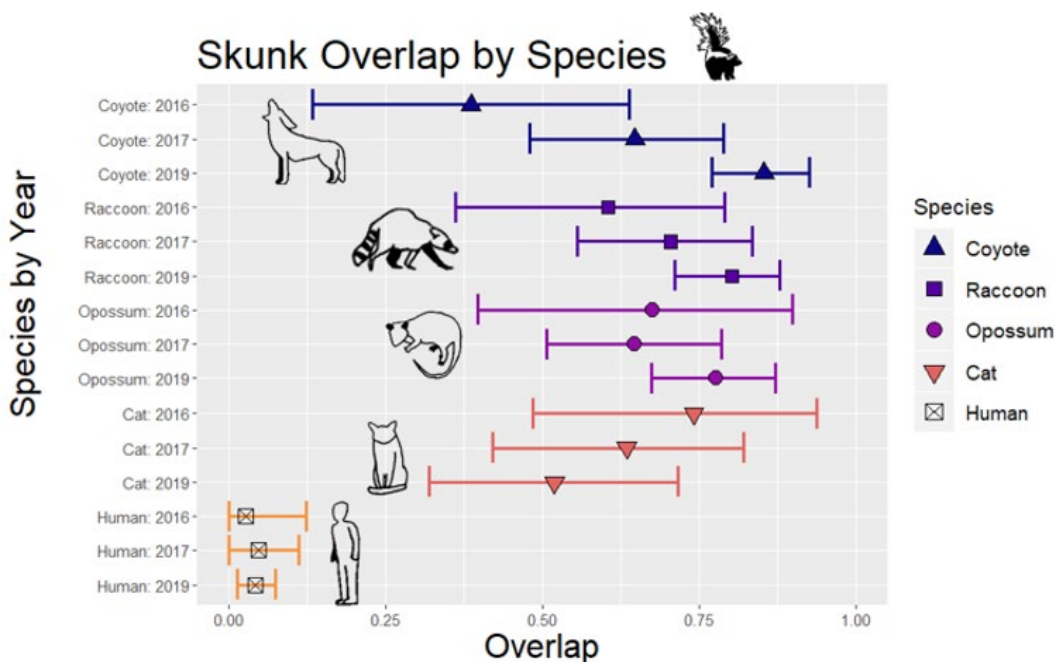 Skunk Overlap by Species
Species by Year
Coyote: 2016
Coyote: 2017
Coyote: 2019
Raccoon: 2016
Raccoon: 2017
Raccoon: 2019
Opossum: 2016
Opossum: 2017
Opossum: 2019
Cat: 2016
Cat: 2017
Cat: 2019
Human: 2016
Human: 2017
Human: 2019
0.00 0.25 0.50 0.75 1.00
Overlap
Species
Coyote
Raccoon
Opossum
Cat
Human